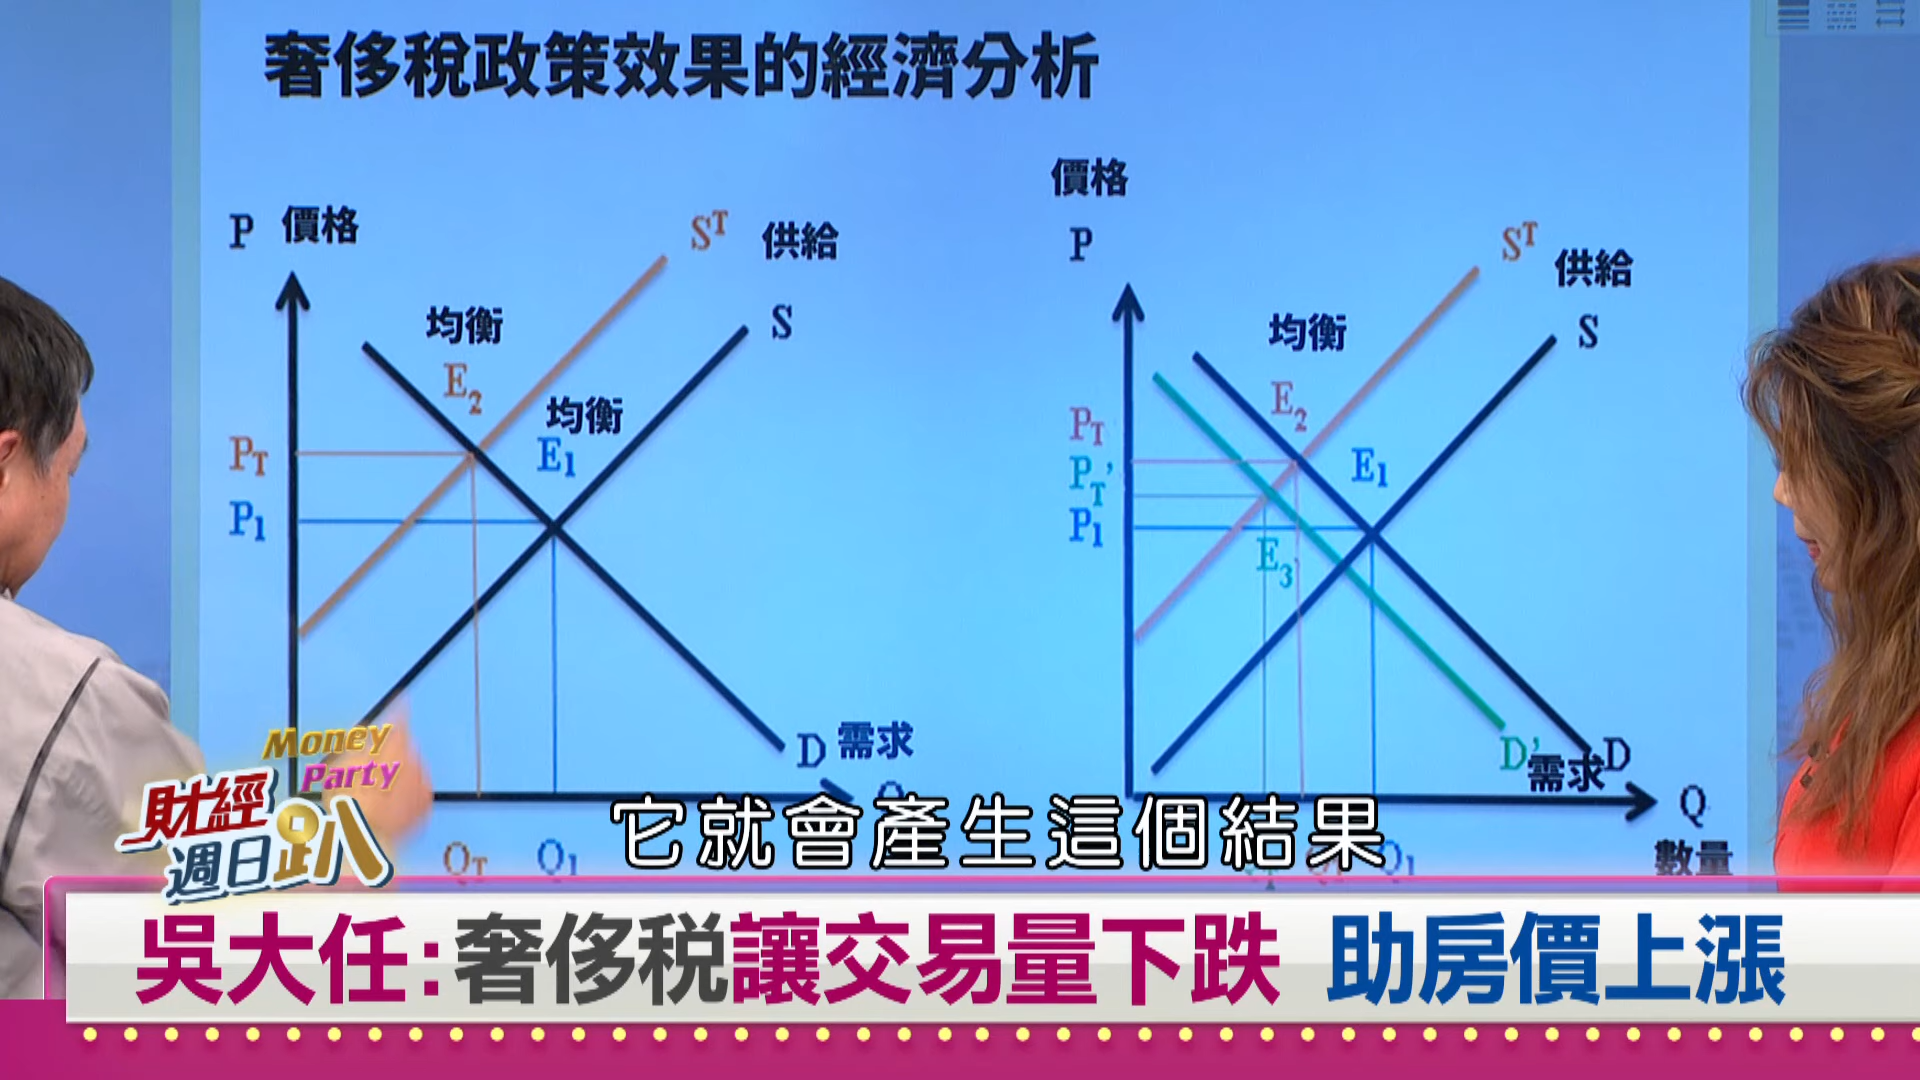 奢侈稅政策效果的經濟分析
P 價格
S^T
供給
均衡
S
E2
均衡
E1
PT
P1
D 需求
QT
Q1
價格
P
S^T
供給
均衡
S
E2
PT
E1
PT'
P1
E3
D'
需求
D
Q
數量
Q1
Money
Party
財經
週日趴
它就會產生這個結果
吳大任:奢侈稅讓交易量下跌 助房價上漲